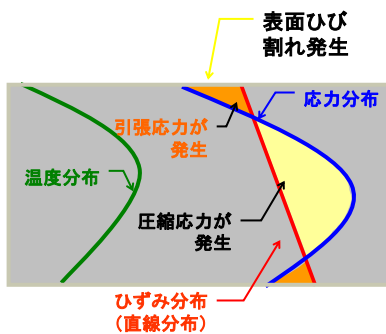 表面ひび
割れ発生
引張応力が
発生
応力分布
温度分布
圧縮応力が
発生
ひずみ分布
（直線分布）